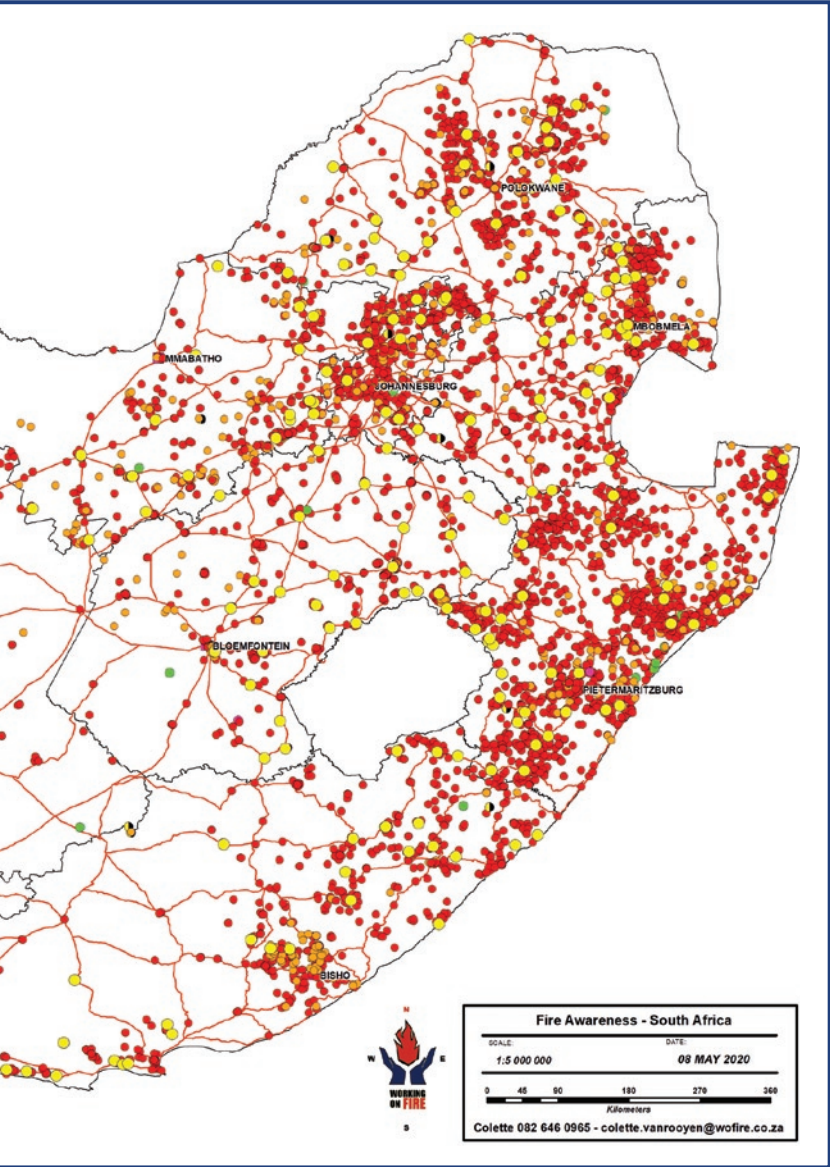 POLOKWANE
MBOBMELA
MMABATHO
JOHANNESBURG
BLOEMFONTEIN
PIETERMARITZBURG
BISHO
N
W
E
WORKING
ON FIRE
S
Fire Awareness - South Africa
SCALE:
DATE:
1:5 000 000
08 MAY 2020
0 45 90 180 270 360
Kilometers
Colette 082 646 0965 - colette.vanrooyen@wofire.co.za